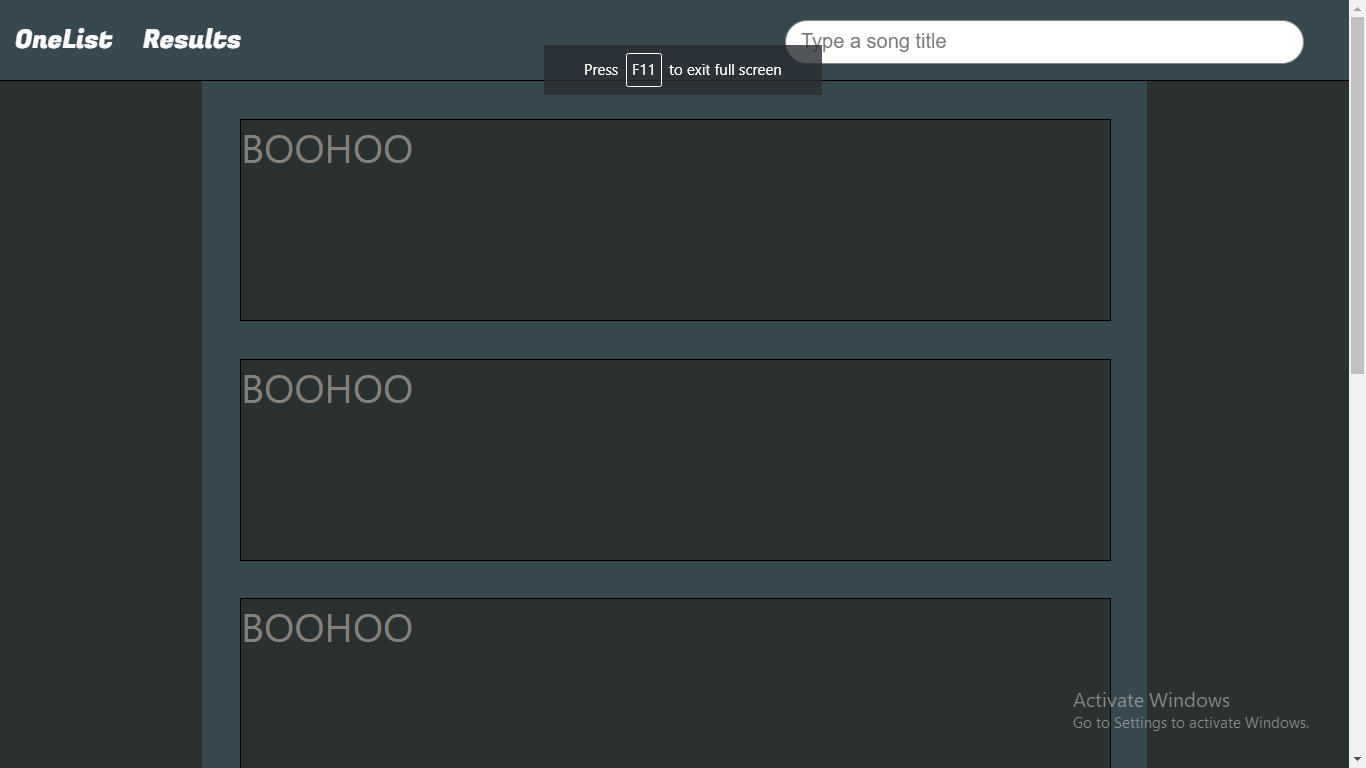 OneList Results
Type a song title
Press F11 to exit full screen
BOOHOO
BOOHOO
BOOHOO
Activate Windows
Go to Settings to activate Windows.